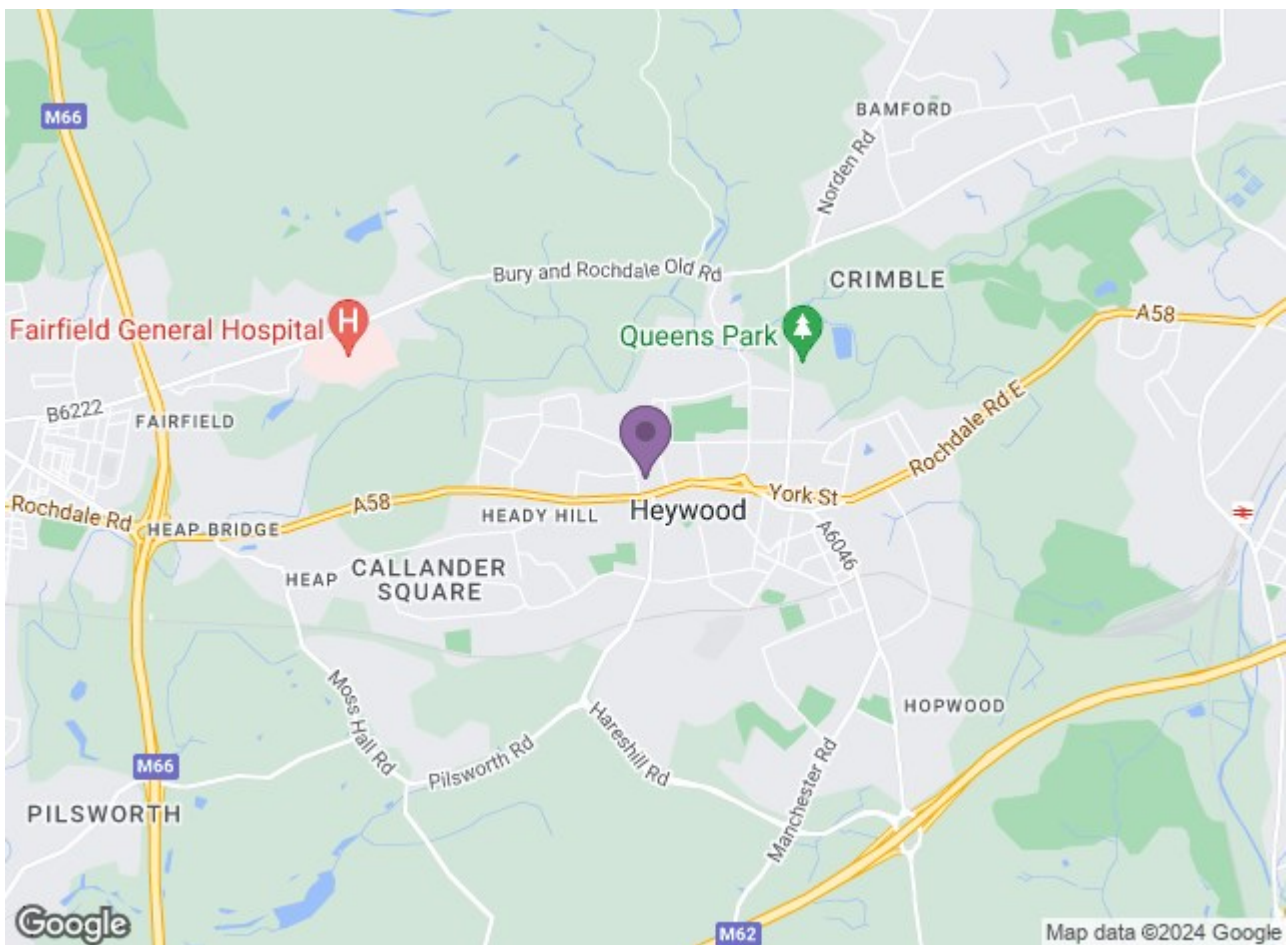 M66
BAMFORD
Norden Rd
Bury and Rochdale Old Rd
CRIMBLE
Fairfield General Hospital
H
Queens Park
A58
B6222
FAIRFIELD
Rochdale Rd E
Rochdale Rd
A58
York St
HEAP BRIDGE
HEADY HILL
Heywood
A6046
HEAP
CALLANDER
SQUARE
Moss Hall Rd
Hareshill Rd
HOPWOOD
Pilsworth Rd
Manchester Rd
M66
PILSWORTH
Google
M62
Map data ©2024 Google